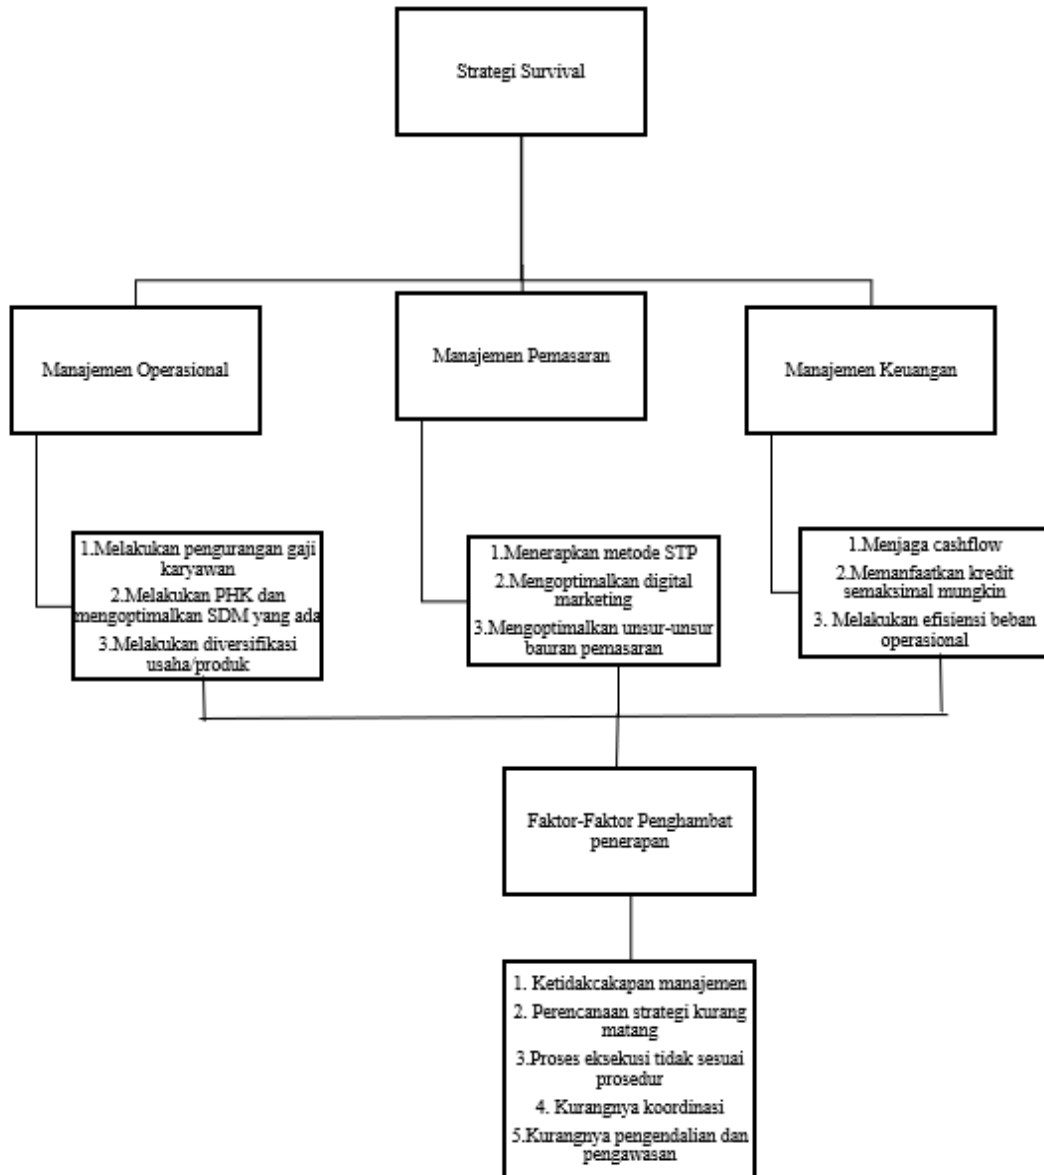 Strategi Survival
Manajemen Operasional
Manajemen Pemasaran
Manajemen Keuangan
1.Melakukan pengurangan gaji
karyawan
2.Melakukan PHK dan
mengoptimalkan SDM yang ada
3.Melakukan diversifikasi
usaha/produk
1.Menerapkan metode STP
2.Mengoptimalkan digital
marketing
3.Mengoptimalkan unsur-unsur
bauran pemasaran
1.Menjaga cashflow
2.Memanfaatkan kredit
semaksimal mungkin
3. Melakukan efisiensi beban
operasional
Faktor-Faktor Penghambat
penerapan
1. Ketidakcakapan manajemen
2. Perencanaan strategi kurang
matang
3.Proses eksekusi tidak sesuai
prosedur
4. Kurangnya koordinasi
5.Kurangnya pengendalian dan
pengawasan